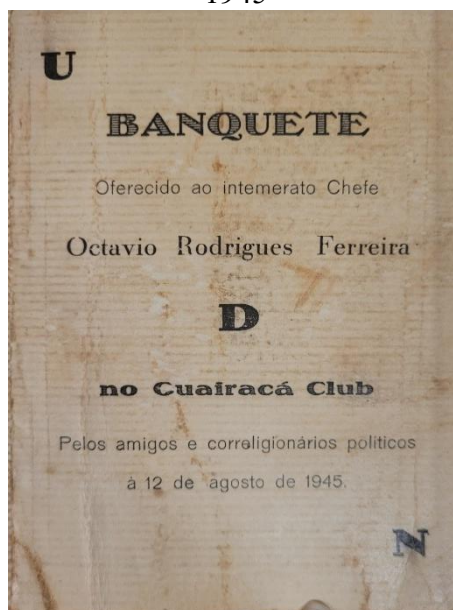 1945
U
BANQUETE
Oferecido ao intemerato Chefe
Octavio Rodrigues Ferreira
D
no Cuairacá Club
Pelos amigos e correligionários politicos
à 12 de agosto de 1945.
N